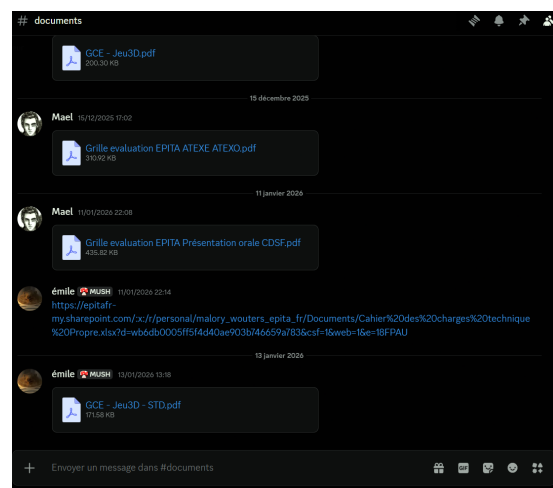 # documents
GCE - Jeu3D.pdf
200.30 KB
15 décembre 2025
Mael 15/12/2025 17:02
Grille evaluation EPITA ATEXE ATEXO.pdf
310.92 KB
11 janvier 2026
Mael 11/01/2026 22:08
Grille evaluation EPITA Présentation orale CDSF.pdf
435.82 KB
émile MUSH 11/01/2026 22:14
https://epitafr-
my.sharepoint.com/:x:/r/personal/malory_wouters_epita_fr/Documents/Cahier%20des%20charges%20technique
%20Propre.xlsx?d=wb6db0005ff5f4d40ae903b746659a783&csf=1&web=1&e=18FPAU
13 janvier 2026
émile MUSH 13/01/2026 13:18
GCE - Jeu3D - STD.pdf
171.58 KB
Envoyer un message dans #documents
GIF